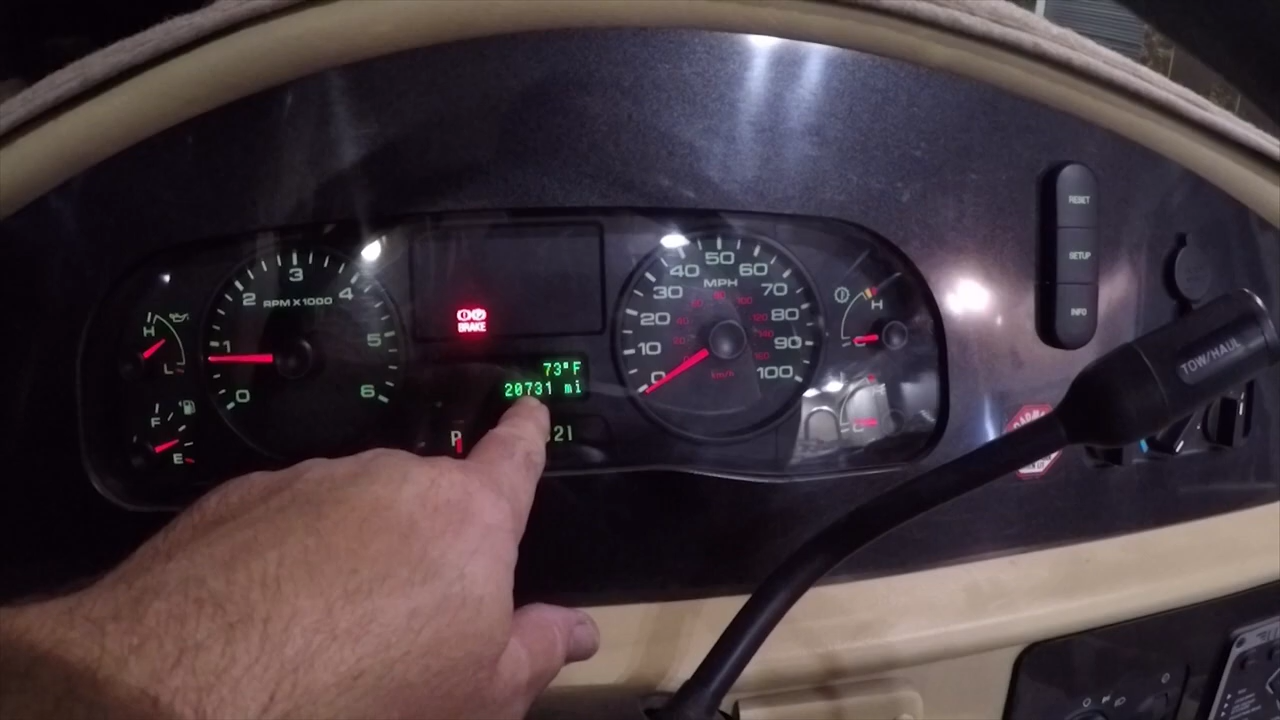 H
L
F
E
0
1
2
3
4
5
6
RPM X 1000
BRAKE
73°F
20731 mi
P
21
0
10
20
30
40
50
60
70
80
90
100
MPH
km/h
H
C
RESET
SETUP
INFO
TOW/HAUL